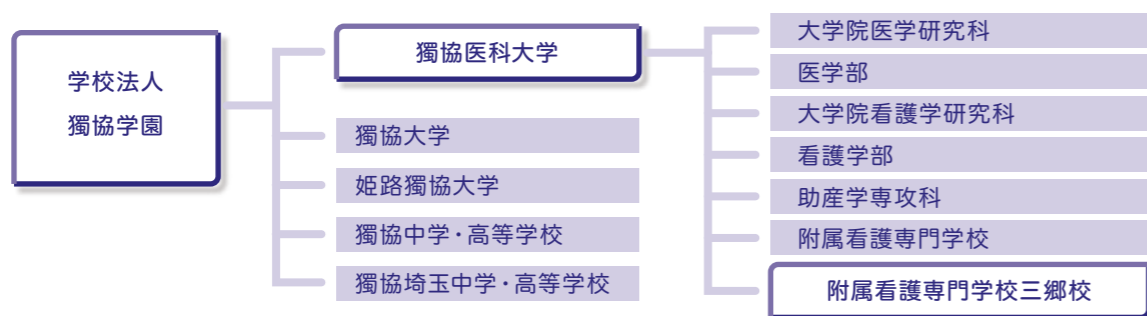 学校法人
獨協学園
獨協医科大学
獨協大学
姫路獨協大学
獨協中学・高等学校
獨協埼玉中学・高等学校
大学院医学研究科
医学部
大学院看護学研究科
看護学部
助産学専攻科
附属看護専門学校
附属看護専門学校三郷校